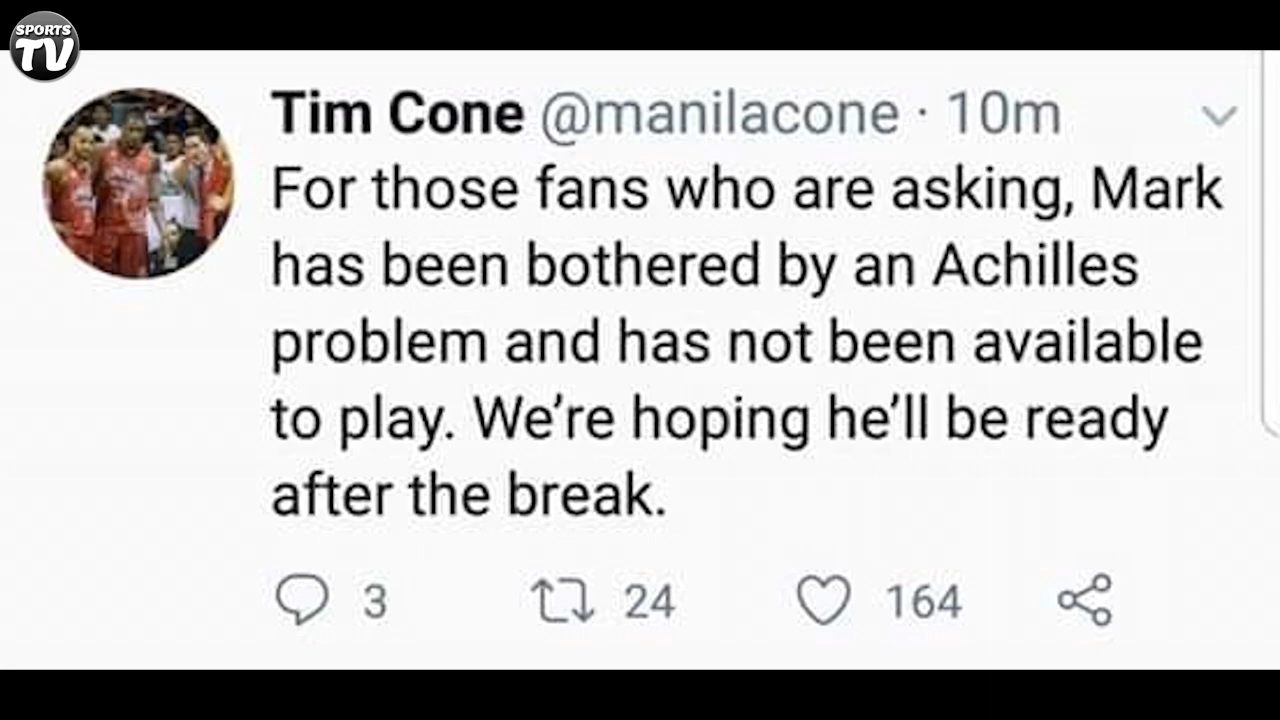 SPORTS
TV
Tim Cone @manilacone · 10m
For those fans who are asking, Mark
has been bothered by an Achilles
problem and has not been available
to play. We’re hoping he’ll be ready
after the break.
3 24 164